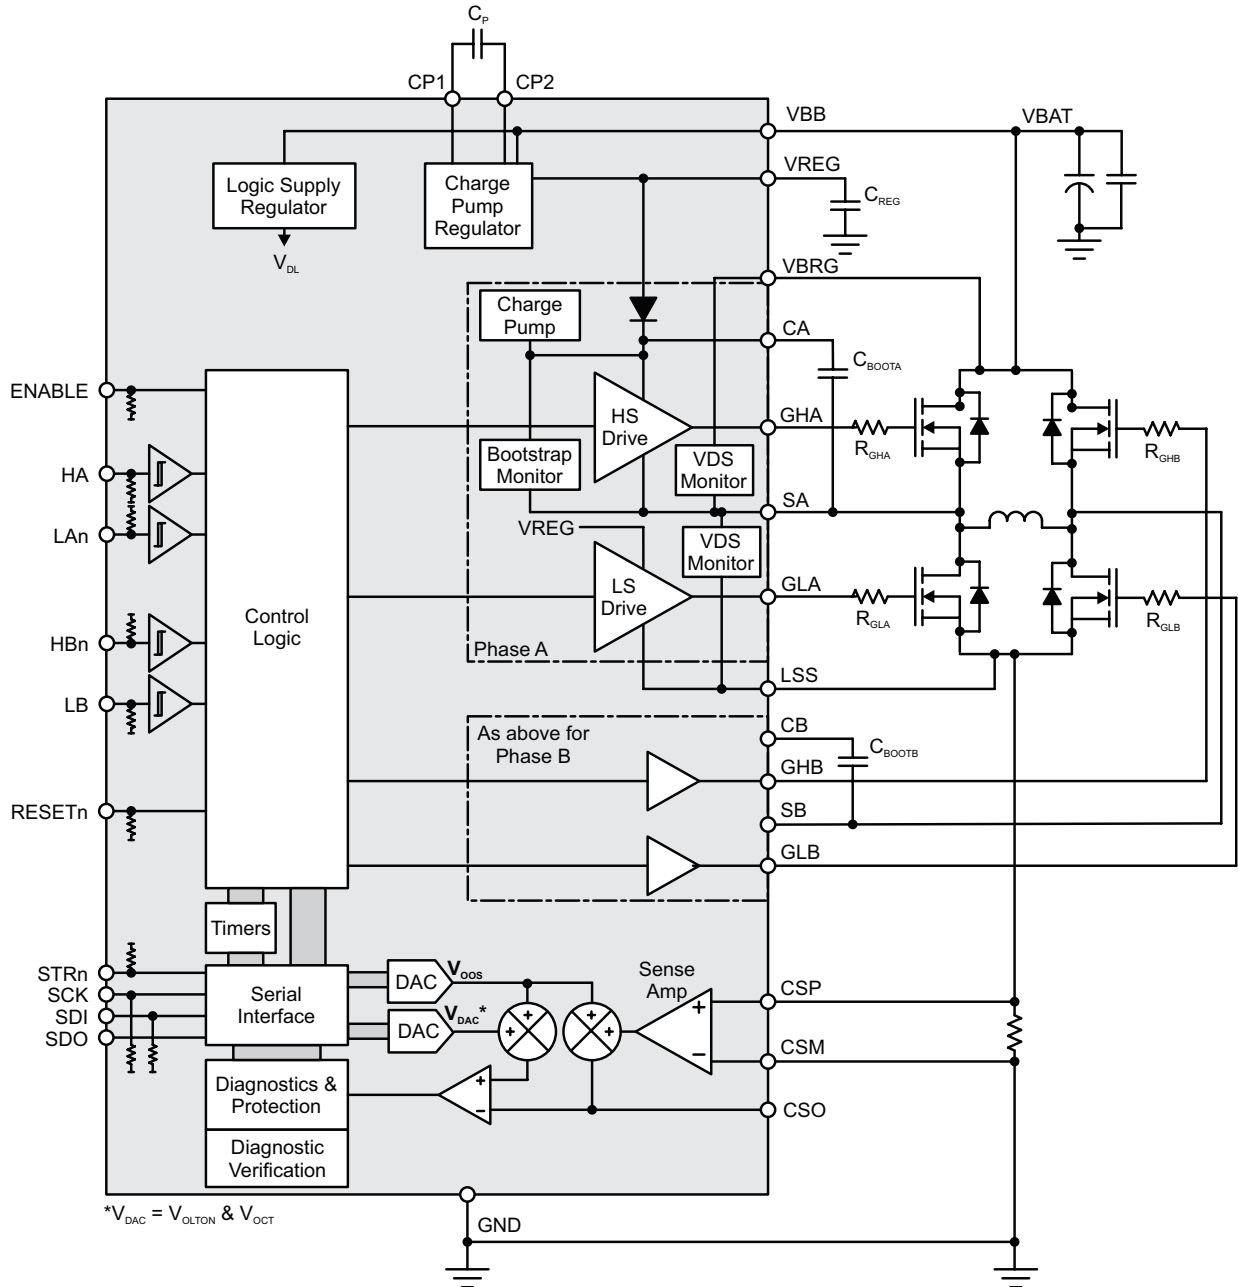 CP
CP1
CP2
VBB
VBAT
VREG
CREG
Logic Supply
Regulator
Charge
Pump
Regulator
VDL
VBRG
Charge
Pump
CA
CBOOTA
ENABLE
HS
Drive
GHA
RGHA
RGHB
Bootstrap
Monitor
VDS
Monitor
HA
SA
VREG
LAn
VDS
Monitor
LS
Drive
GLA
RGLA
RGLB
Control
Logic
HBn
Phase A
LSS
LB
CB
As above for
Phase B
CBOOTB
GHB
RESETn
SB
GLB
Timers
STRn
SCK
SDI
SDO
Serial
Interface
DAC
VOOS
DAC
VDAC*
+
+
+
+
Sense
Amp
+
−
CSP
CSM
Diagnostics &
Protection
+
−
CSO
Diagnostic
Verification
*VDAC = VOLTON & VOCT
GND